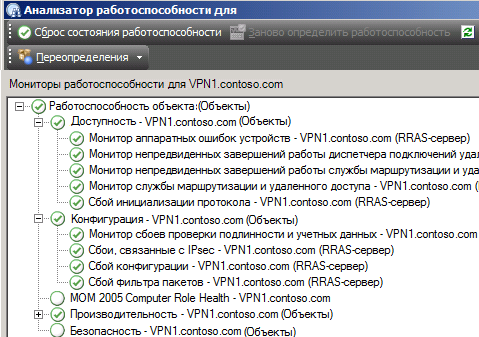 Анализатор работоспособности для
Сброс состояния работоспособности Заново определить работоспособность
Переопределения
Мониторы работоспособности для VPN1.contoso.com
Работоспособность объекта:(Объекты)
Доступность - VPN1.contoso.com (Объекты)
Монитор аппаратных ошибок устройств - VPN1.contoso.com (RRAS-сервер)
Монитор непредвиденных завершений работы диспетчера подключений уда
Монитор непредвиденных завершений работы службы маршрутизации и уда
Монитор службы маршрутизации и удаленного доступа - VPN1.contoso.com (
Сбой инициализации протокола - VPN1.contoso.com (RRAS-сервер)
Конфигурация - VPN1.contoso.com (Объекты)
Монитор сбоев проверки подлинности и учетных данных - VPN1.contoso.com
Сбои, связанные с IPsec - VPN1.contoso.com (RRAS-сервер)
Сбой конфигурации - VPN1.contoso.com (RRAS-сервер)
Сбой фильтра пакетов - VPN1.contoso.com (RRAS-сервер)
MOM 2005 Computer Role Health - VPN1.contoso.com
Производительность - VPN1.contoso.com (Объекты)
Безопасность - VPN1.contoso.com (Объекты)